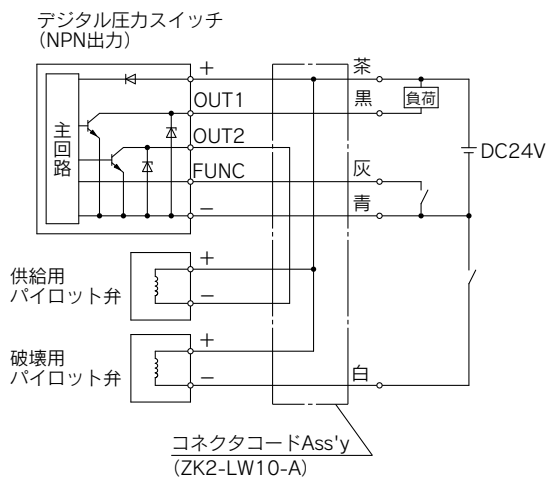 デジタル圧力スイッチ
(NPN出力)
主回路
+
OUT1
OUT2
FUNC
−
茶
黒
負荷
灰
青
DC24V
供給用
パイロット弁
+
−
破壊用
パイロット弁
+
−
白
コネクタコードAss'y
(ZK2-LW10-A)